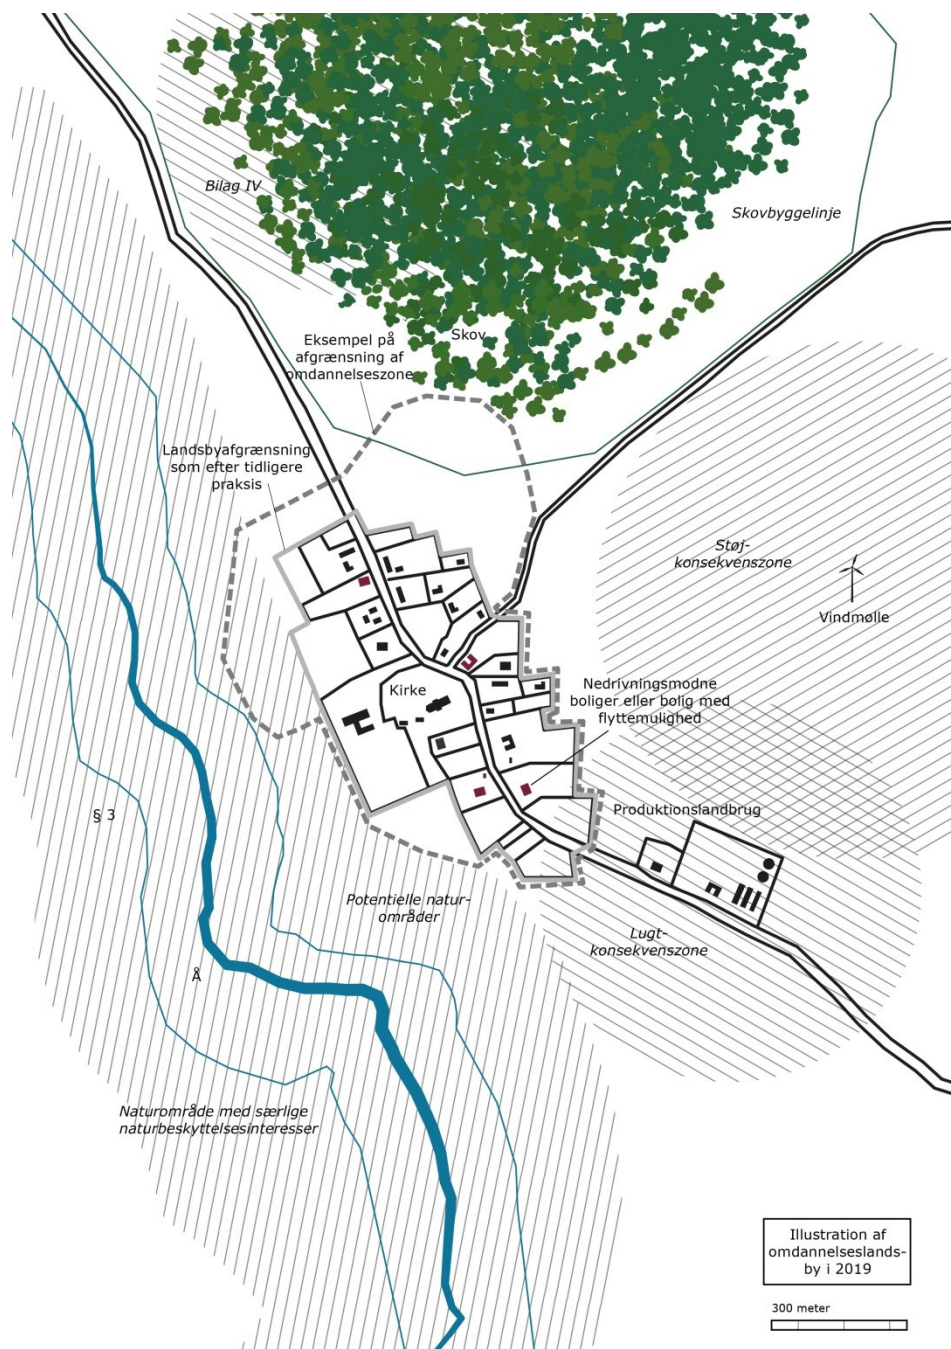 Bilag IV
Skovbyggelinje
Skov
Eksempel på
afgrænsning af
omdannelseszone
Landsbyafgrænsning
som efter tidligere
praksis
Støj-
konsekvenszone
Vindmølle
Kirke
Nedrivningsmodne
boliger eller bolig med
flyttemulighed
§ 3
Produktionslandbrug
Potentielle natur-
områder
Lugt-
konsekvenszone
Å
Naturområde med særlige
naturbeskyttelsesinteresser
Illustration af
omdannelseslands-
by i 2019
300 meter